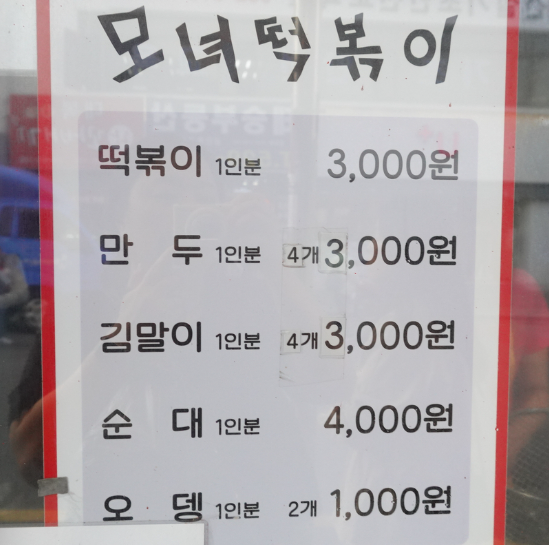 모녀떡볶이
떡볶이 1인분 3,000원
만 두 1인분 4개 3,000원
김말이 1인분 4개 3,000원
순 대 1인분 4,000원
오 뎅 1인분 2개 1,000원